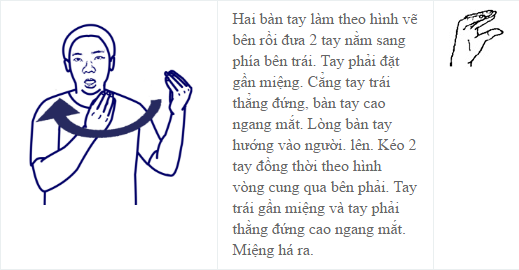 Hai bàn tay làm theo hình vẽ
bên rồi đưa 2 tay nằm sang
phía bên trái. Tay phải đặt
gần miệng. Cẳng tay trái
thẳng đứng, bàn tay cao
ngang mắt. Lòng bàn tay
hướng vào người. lên. Kéo 2
tay đồng thời theo hình
vòng cung qua bên phải. Tay
trái gần miệng và tay phải
thẳng đứng cao ngang mắt.
Miệng há ra.